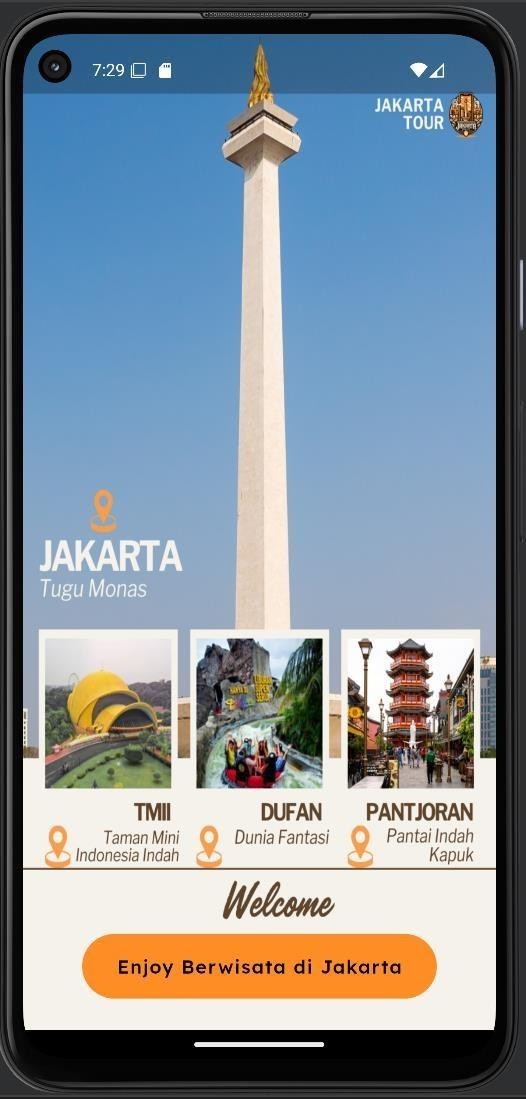 7:29
JAKARTA
TOUR
JAKARTA
Tugu Monas
TMII
Taman Mini
Indonesia Indah
DUFAN
Dunia Fantasi
PANTJORAN
Pantai Indah
Kapuk
Welcome
Enjoy Berwisata di Jakarta